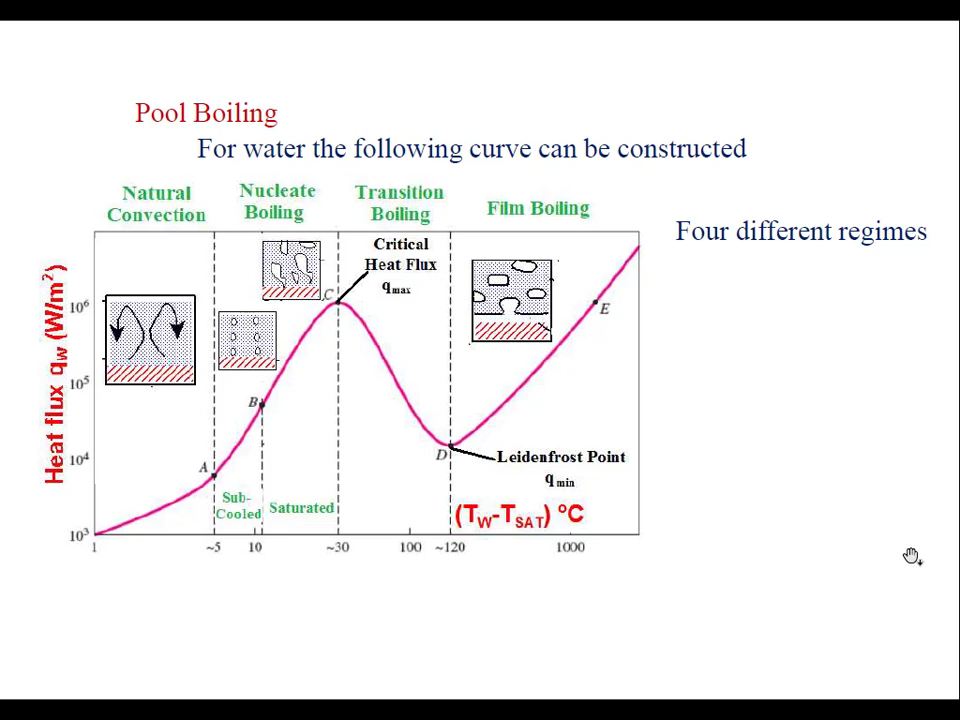 Pool Boiling
For water the following curve can be constructed
Natural
Convection
Nucleate
Boiling
Transition
Boiling
Film Boiling
Four different regimes
Critical
Heat Flux
qmax
Heat flux qw (W/m²)
10⁶
10⁵
10⁴
10³
A
B
C
D
E
Leidenfrost Point
q min
Sub-
Cooled
Saturated
(TW-TSAT) °C
1
~5
10
~30
100
~120
1000